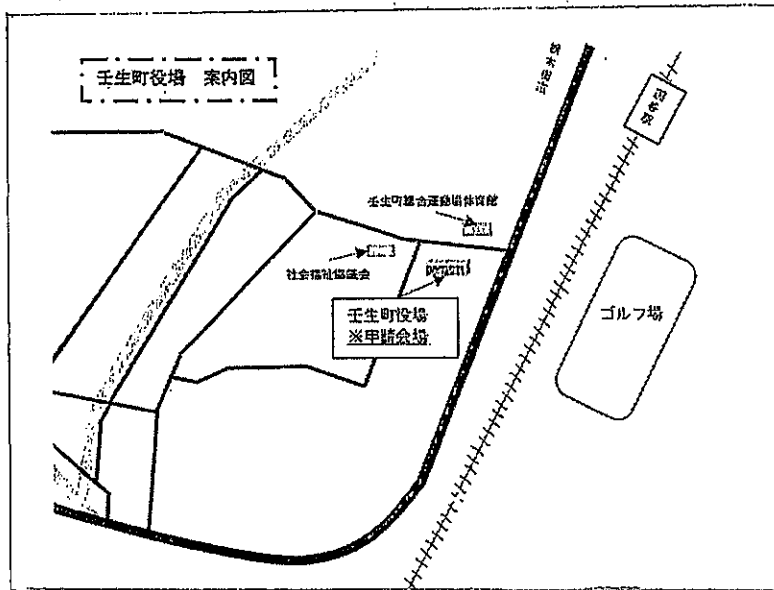 壬生町役場 案内図
壬生町総合運動場体育館
社会福祉協議会
壬生町役場
※申請会場
ゴルフ場